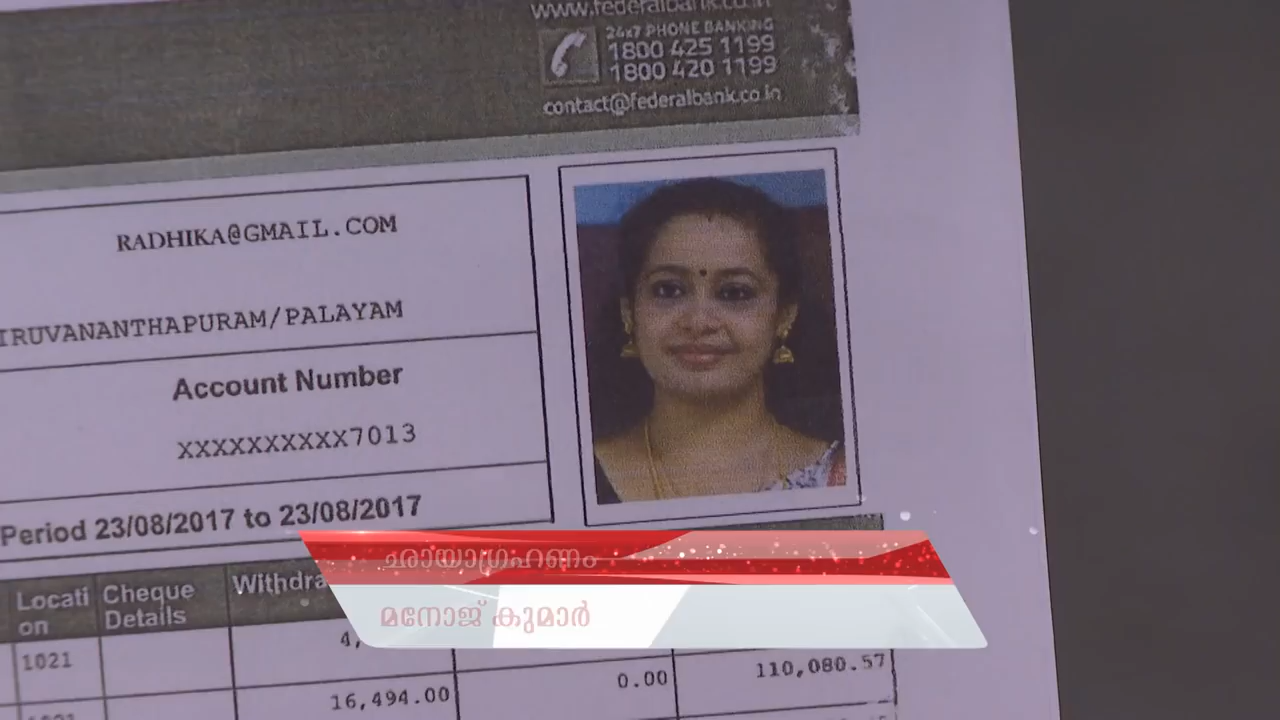 www.federalbank.co.in
24x7 PHONE BANKING
1800 425 1199
1800 420 1199
contact@federalbank.co.in
RADHIKA@GMAIL.COM
IRUVANANTHAPURAM/PALAYAM
Account Number
XXXXXXXXXX7013
Period 23/08/2017 to 23/08/2017
Locati
on
Cheque
Details
Withdra
ഛായാഗ്രഹണം
മനോജ് കുമാർ
4,
1021
110,080.57
16,494.00
0.00